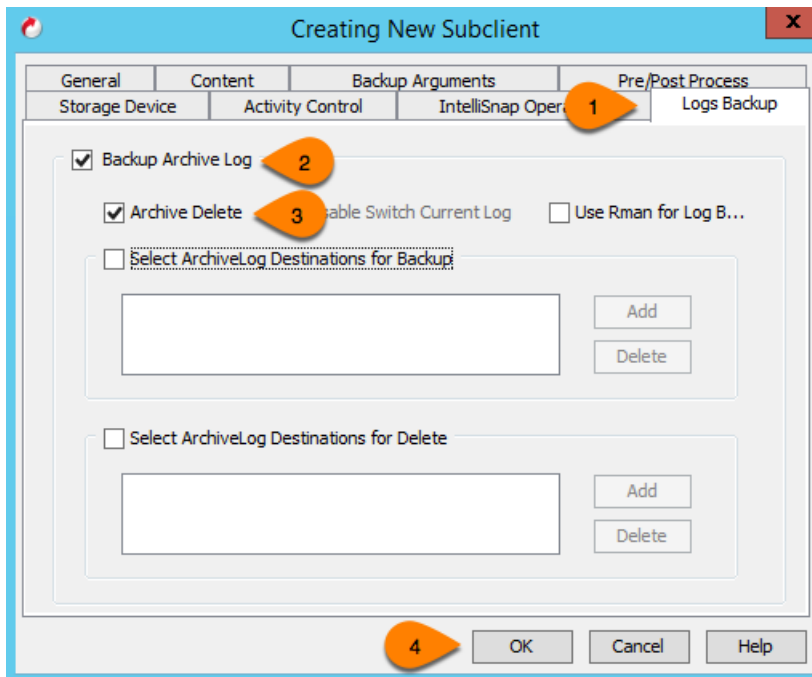 Creating New Subclient
x
General Content Backup Arguments Pre/Post Process
Storage Device Activity Control IntelliSnap 1 Logs Backup
Backup Archive Log 2
Archive Delete 3 Switch Current Log Use Rman for Log B...
Select ArchiveLog Destinations for Backup
Add
Delete
Select ArchiveLog Destinations for Delete
Add
Delete
4 OK Cancel Help